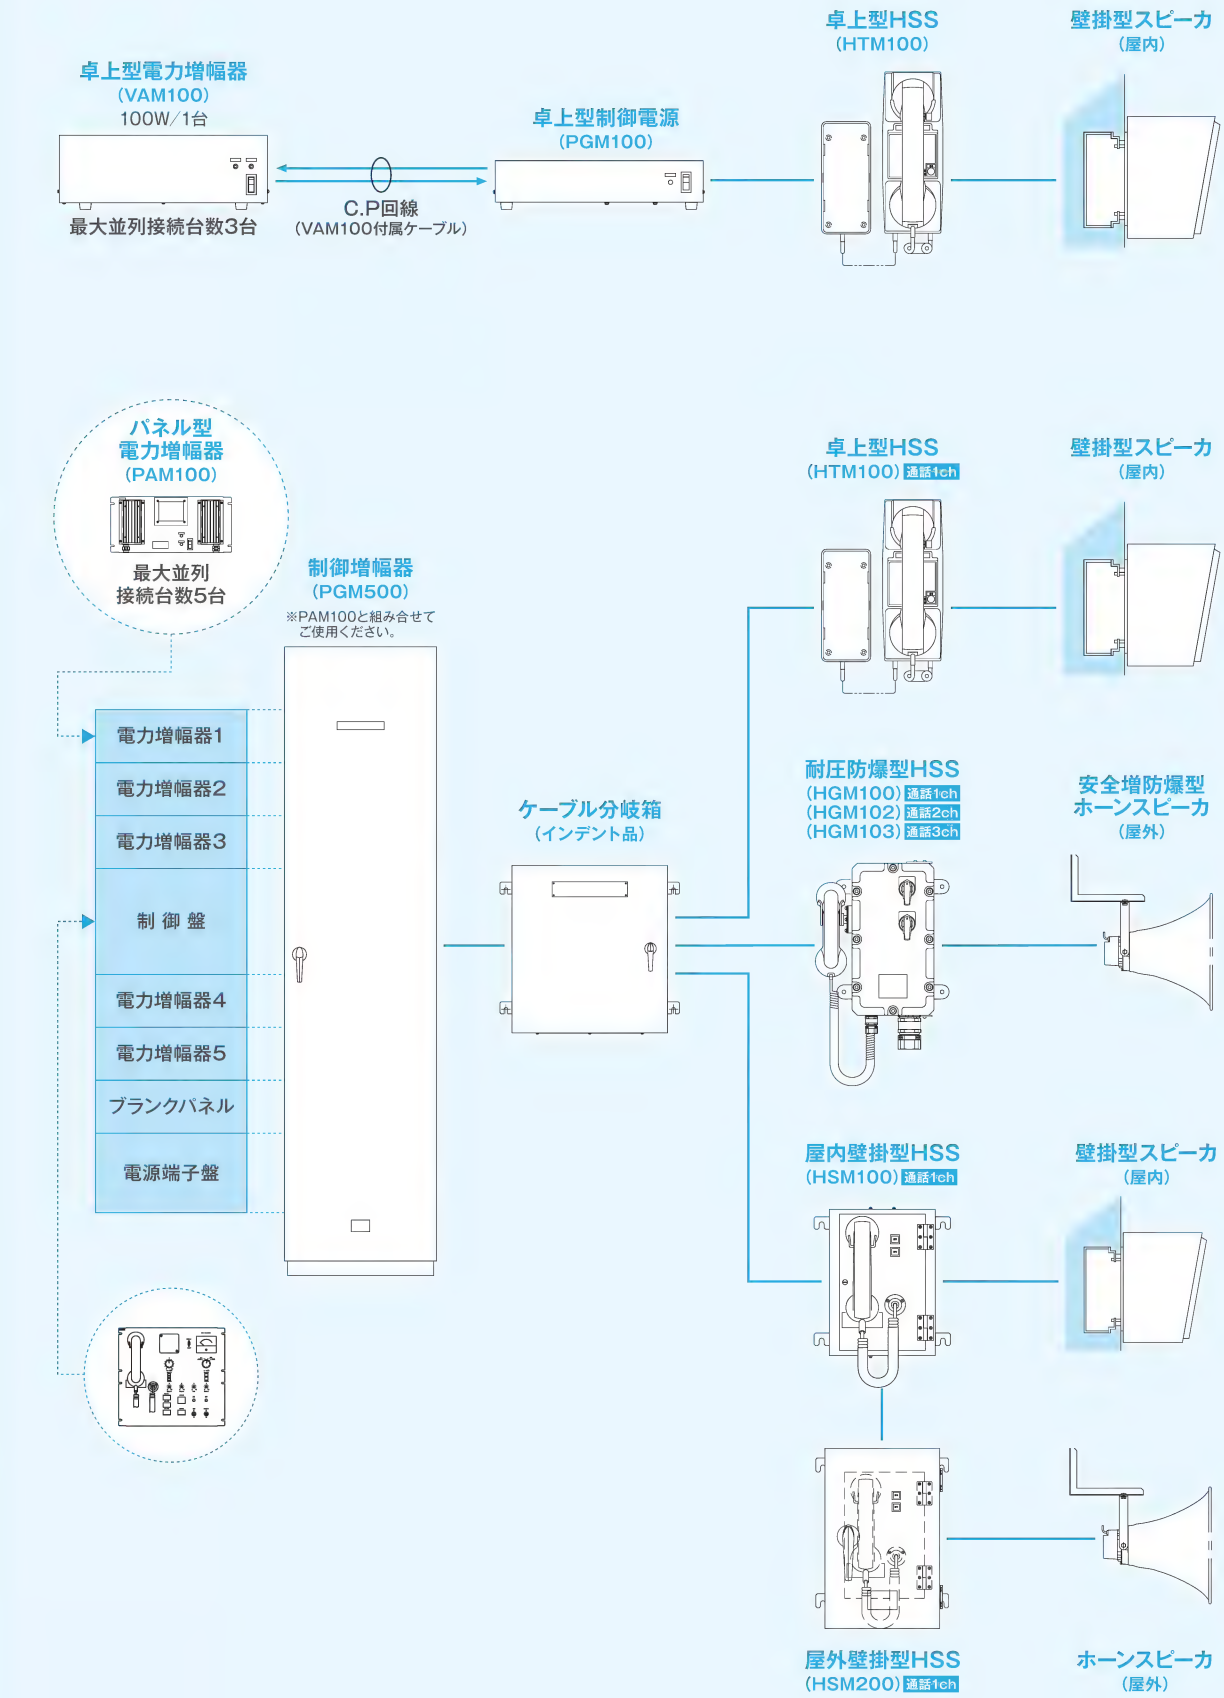 卓上型HSS
(HTM100)
壁掛型スピーカ
(屋内)
卓上型電力増幅器
(VAM100)
100W/1台
最大並列接続台数3台
C.P回線
(VAM100付属ケーブル)
卓上型制御電源
(PGM100)
パネル型
電力増幅器
(PAM100)
最大並列
接続台数5台
制御増幅器
(PGM500)
※PAM100と組み合せて
ご使用ください。
電力増幅器1
電力増幅器2
電力増幅器3
制御盤
電力増幅器4
電力増幅器5
ブランクパネル
電源端子盤
ケーブル分岐箱
(インデント品)
卓上型HSS
(HTM100) 通話1ch
壁掛型スピーカ
(屋内)
耐圧防爆型HSS
(HGM100) 通話1ch
(HGM102) 通話2ch
(HGM103) 通話3ch
安全増防爆型
ホーンスピーカ
(屋外)
屋内壁掛型HSS
(HSM100) 通話1ch
壁掛型スピーカ
(屋内)
屋外壁掛型HSS
(HSM200) 通話1ch
ホーンスピーカ
(屋外)